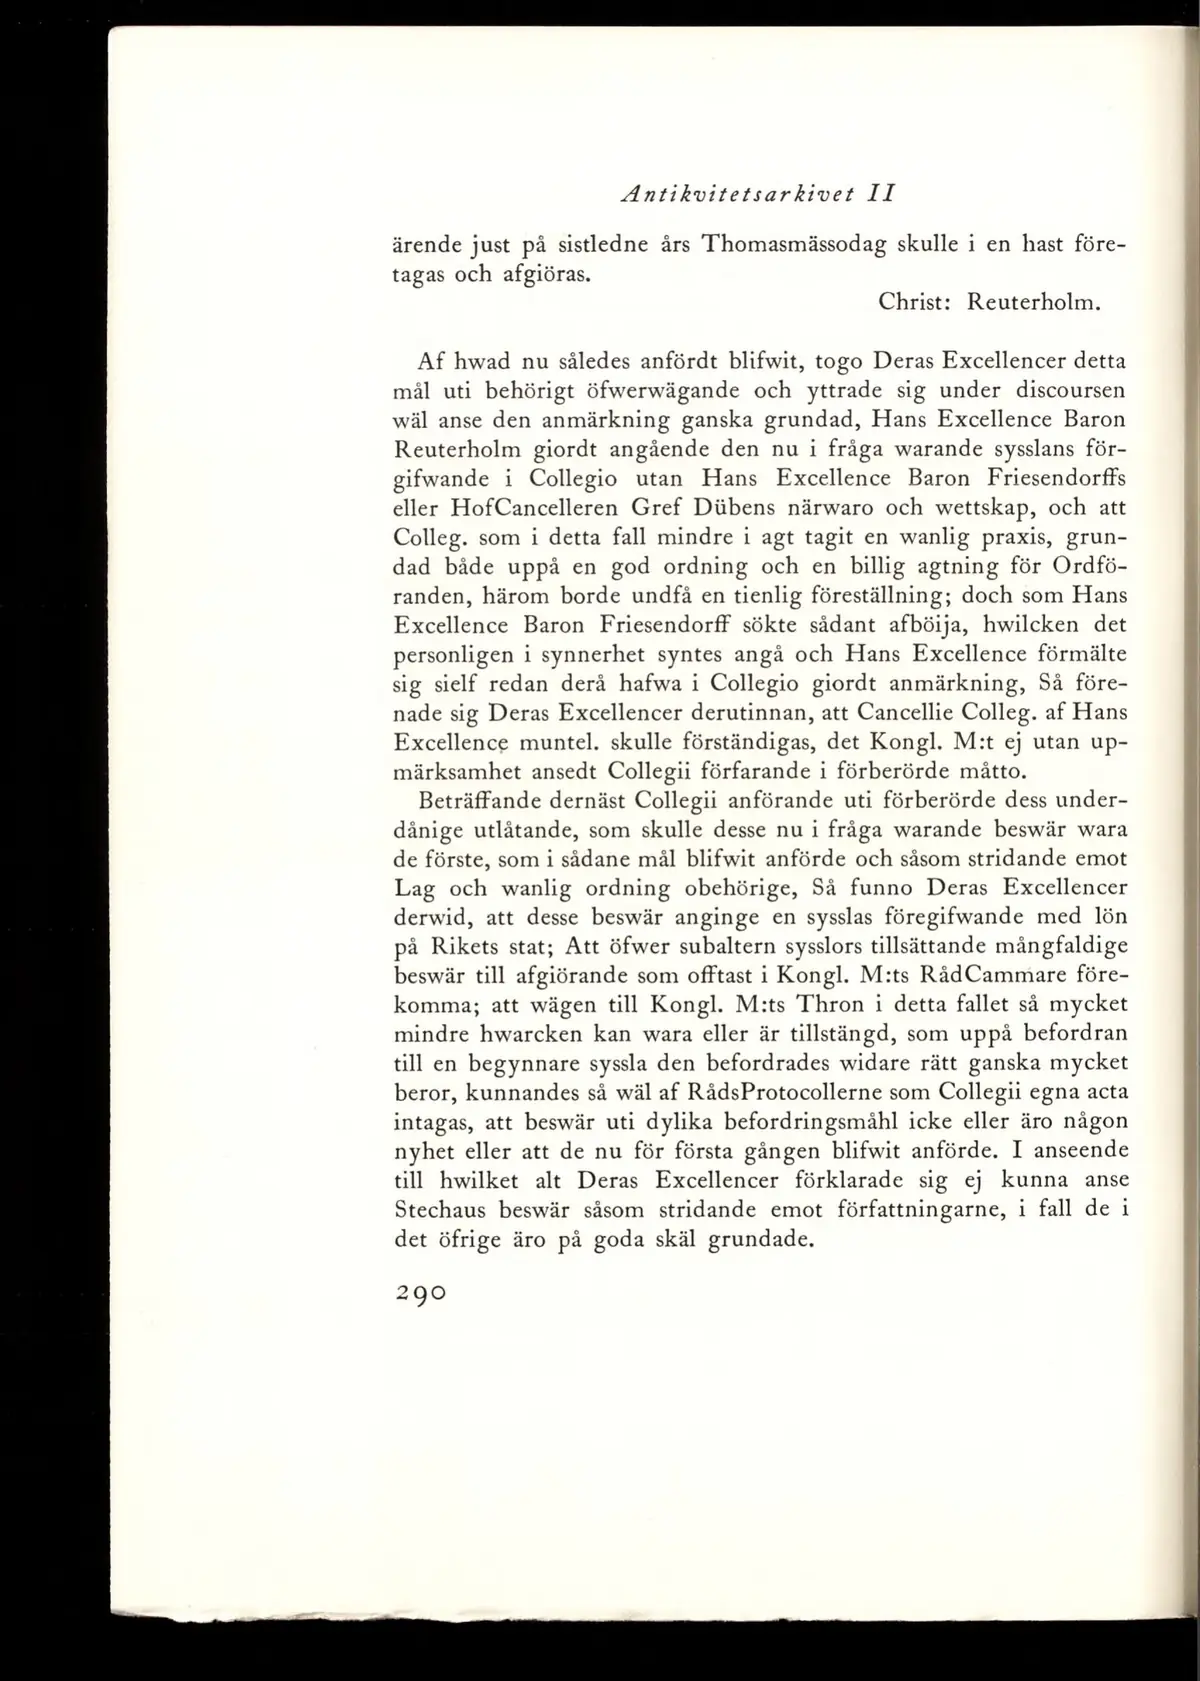 Antikvitetsarkivet II
ärende just på sistledne års Thomasmässodag skulle i en hast före-
tagas och afgiöras.
Christ: Reuterholm.
Af hwad nu således anfördt blifwit, togo Deras Excellencer detta
mål uti behörigt öfwerwägande och yttrade sig under discoursen
wäl anse den anmärkning ganska grundad, Hans Excellence Baron
Reuterholm giordt angående den nu i fråga warande sysslans för-
gifwande i Collegio utan Hans Excellence Baron Friesendorffs
eller HofCancelleren Gref Dübens närwaro och wettskap, och att
Colleg. som i detta fall mindre i agt tagit en wanlig praxis, grun-
dad både uppå en god ordning och en billig agtning för Ordfö-
randen, härom borde undfå en tienlig föreställning; doch som Hans
Excellence Baron Friesendorff sökte sådant afböija, hwilcken det
personligen i synnerhet syntes angå och Hans Excellence förmälte
sig sielf redan derå hafwa i Collegio giordt anmärkning, Så före-
nade sig Deras Excellencer derutinnan, att Cancellie Colleg. af Hans
Excellence muntel. skulle förständigas, det Kongl. M:t ej utan up-
märksamhet ansedt Collegii förfarande i förberörde måtto.
Beträffande dernäst Collegii anförande uti förberörde dess under-
dånige utlåtande, som skulle desse nu i fråga warande beswär wara
de förste, som i sådane mål blifwit anförde och såsom stridande emot
Lag och wanlig ordning obehörige, Så funno Deras Excellencer
derwid, att desse beswär anginge en sysslas föregifwande med lön
på Rikets stat; Att öfwer subaltern sysslors tillsättande mångfaldige
beswär till afgiörande som offtast i Kongl. M:ts RådCammare före-
komma; att wägen till Kongl. M:ts Thron i detta fallet så mycket
mindre hwarcken kan wara eller är tillstängd, som uppå befordran
till en begynnare syssla den befordrades widare rätt ganska mycket
beror, kunnandes så wäl af RådsProtocollerne som Collegii egna acta
intagas, att beswär uti dylika befordringsmåhl icke eller äro någon
nyhet eller att de nu för första gången blifwit anförde. I anseende
till hwilket alt Deras Excellencer förklarade sig ej kunna anse
Stechaus beswär såsom stridande emot författningarne, i fall de i
det öfrige äro på goda skäl grundade.
290